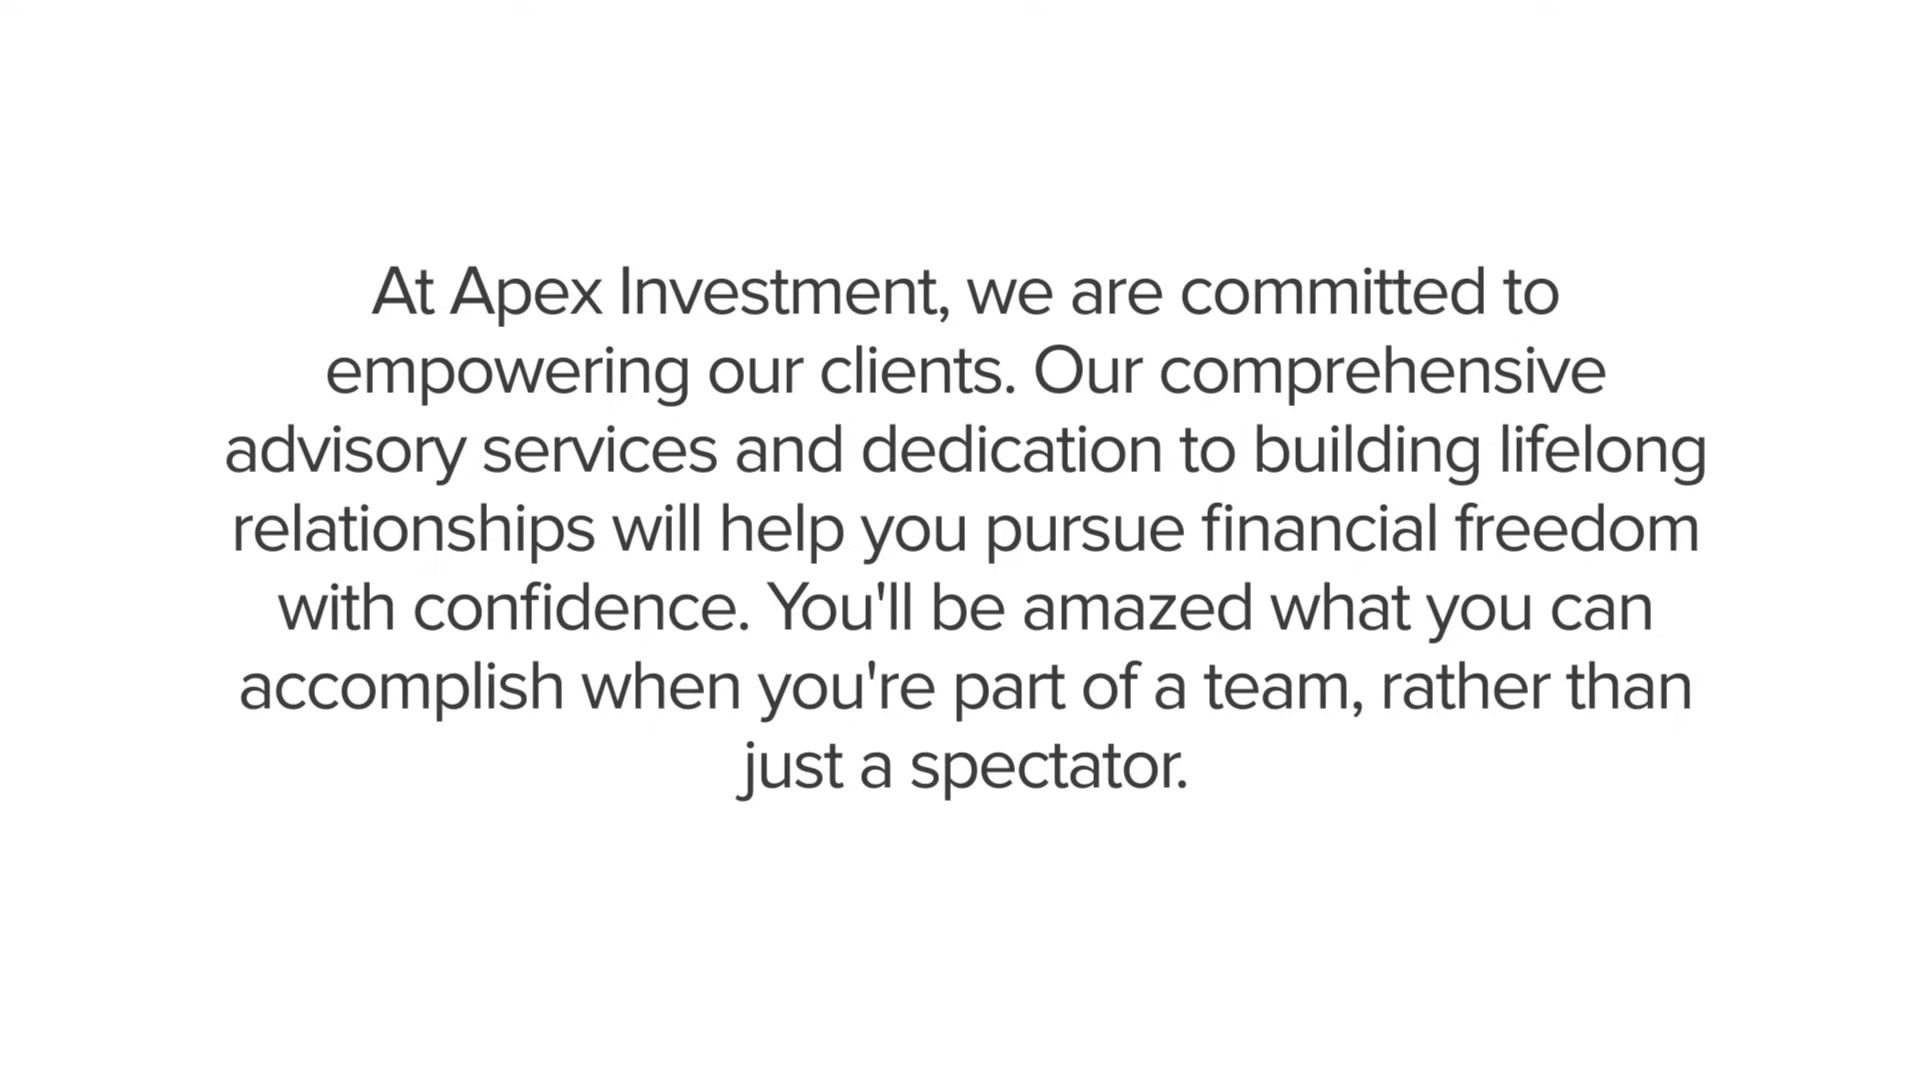 At Apex Investment, we are committed to
empowering our clients. Our comprehensive
advisory services and dedication to building lifelong
relationships will help you pursue financial freedom
with confidence. You'll be amazed what you can
accomplish when you're part of a team, rather than
just a spectator.